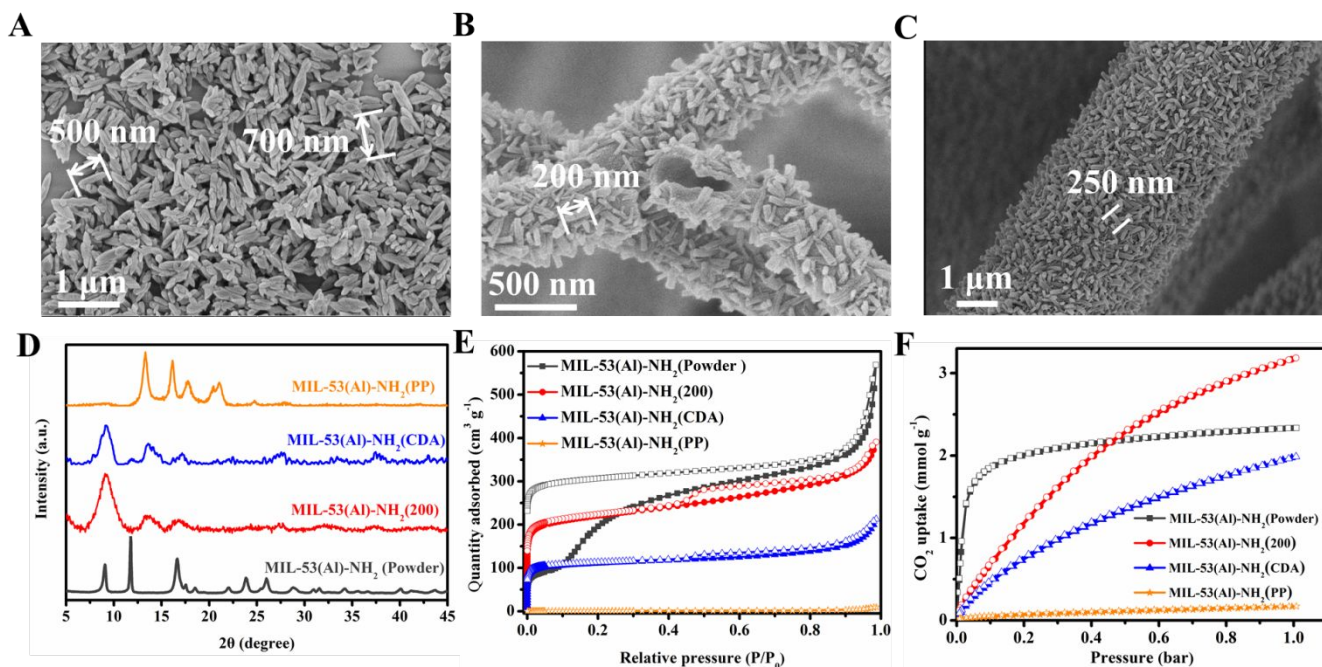 A
500 nm
700 nm
1 μm
B
200 nm
500 nm
C
250 nm
1 μm
D
MIL-53(Al)-NH2(PP)
MIL-53(Al)-NH2(CDA)
MIL-53(Al)-NH2(200)
MIL-53(Al)-NH2 (Powder)
Intensity (a.u.)
5 10 15 20 25 30 35 40 45
2θ (degree)
E
MIL-53(Al)-NH2(Powder )
MIL-53(Al)-NH2(200)
MIL-53(Al)-NH2(CDA)
MIL-53(Al)-NH2(PP)
Quantity adsorbed (cm3 g-1)
600
500
400
300
200
100
0
0.0 0.2 0.4 0.6 0.8 1.0
Relative pressure (P/P0)
F
MIL-53(Al)-NH2(Powder)
MIL-53(Al)-NH2(200)
MIL-53(Al)-NH2(CDA)
MIL-53(Al)-NH2(PP)
CO2 uptake (mmol g-1)
3
2
1
0
0.0 0.2 0.4 0.6 0.8 1.0
Pressure (bar)